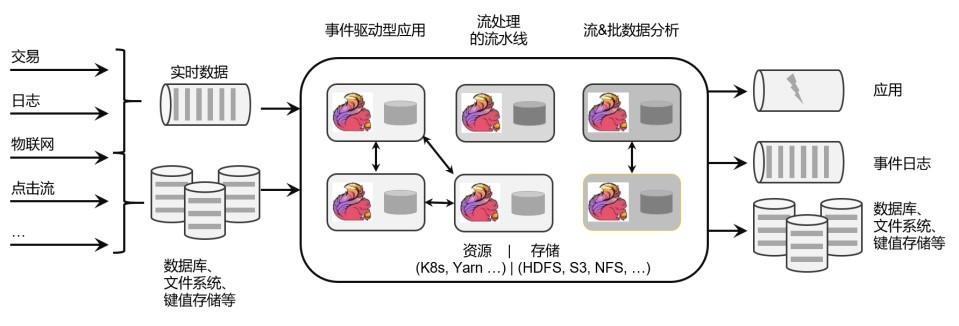 事件驱动型应用
流处理
的流水线
流&批数据分析
交易
日志
物联网
点击流
…
实时数据
数据库、
文件系统、
键值存储等
资源 | 存储
(K8s, Yarn …) | (HDFS, S3, NFS, …)
应用
事件日志
数据库、
文件系统、
键值存储等